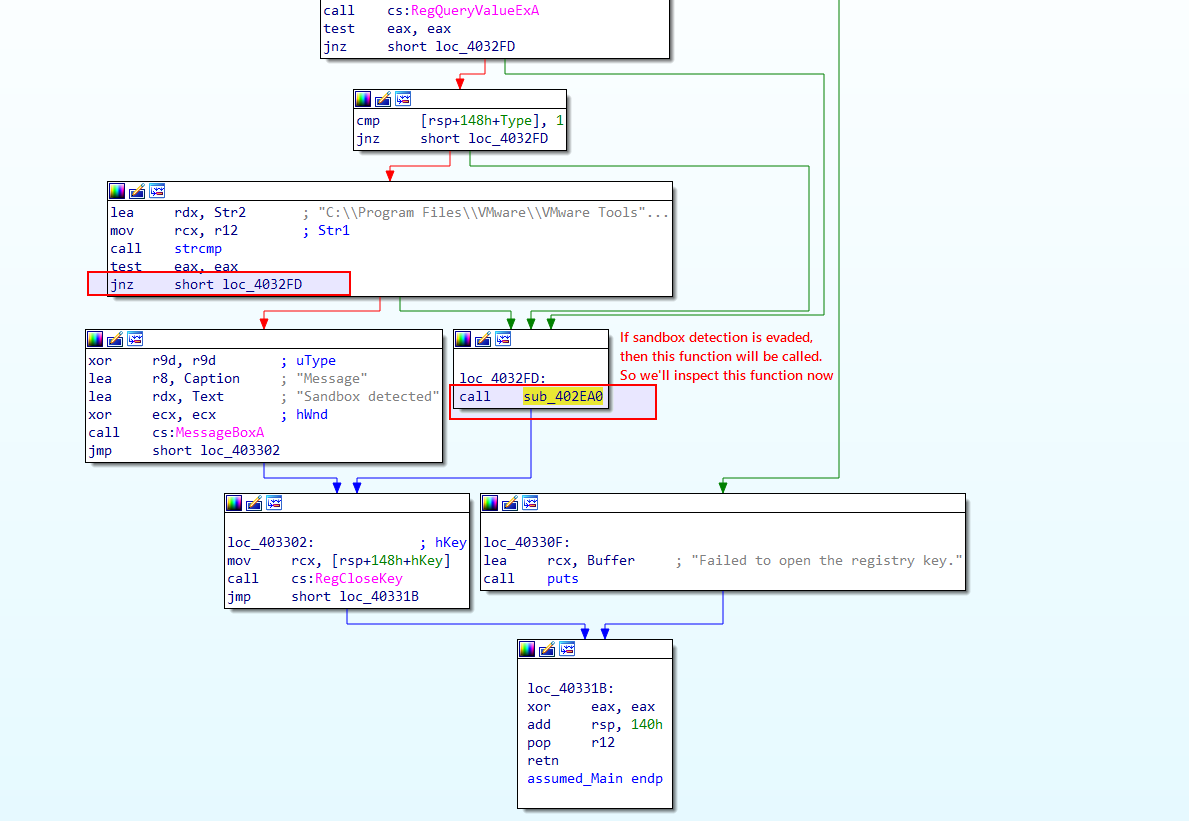 call cs:RegQueryValueExA
test eax, eax
jnz short loc_4032FD
cmp [rsp+148h+Type], 1
jnz short loc_4032FD
lea rdx, Str2 ; "C:\\Program Files\\VMware\\VMware Tools"...
mov rcx, r12 ; Str1
call strcmp
test eax, eax
jnz short loc_4032FD
xor r9d, r9d ; uType
lea r8, Caption ; "Message"
lea rdx, Text ; "Sandbox detected"
xor ecx, ecx ; hWnd
call cs:MessageBoxA
jmp short loc_403302
loc_4032FD:
call sub_402EA0
If sandbox detection is evaded,
then this function will be called.
So we'll inspect this function now
loc_403302: ; hKey
mov rcx, [rsp+148h+hKey]
call cs:RegCloseKey
jmp short loc_40331B
loc_40330F:
lea rcx, Buffer ; "Failed to open the registry key."
call puts
loc_40331B:
xor eax, eax
add rsp, 140h
pop r12
retn
assumed_Main endp